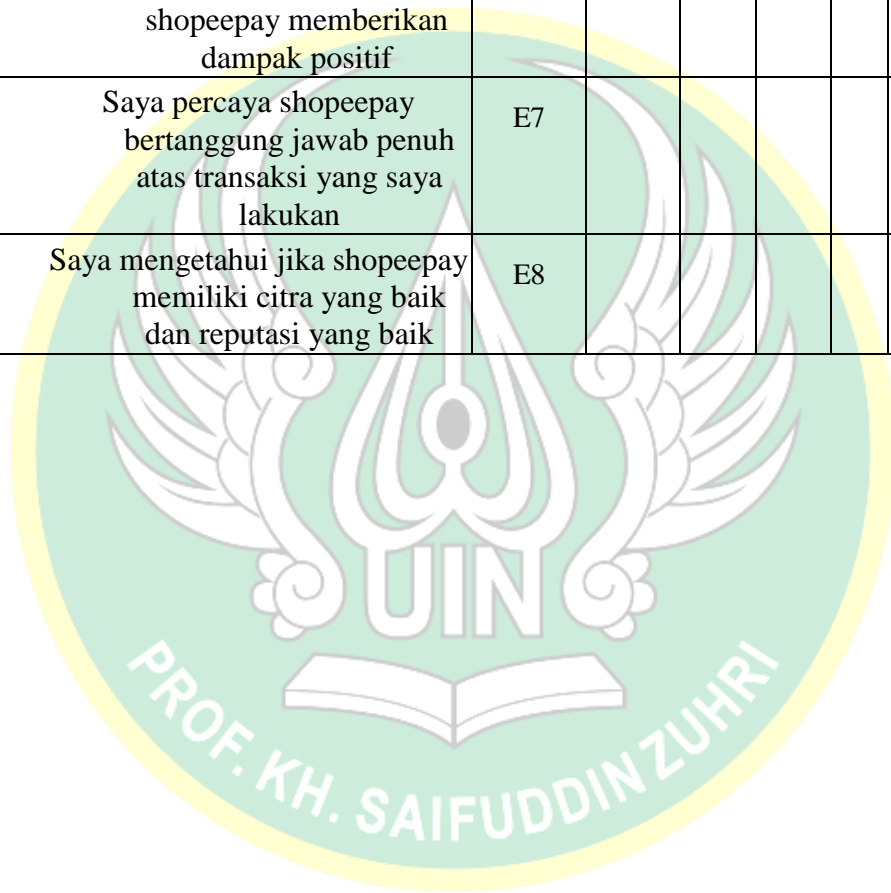 shopeepay memberikan
dampak positif
Saya percaya shopeepay
bertanggung jawab penuh
atas transaksi yang saya
lakukan
E7
Saya mengetahui jika shopeepay
memiliki citra yang baik
dan reputasi yang baik
E8
UIN
PROF. KH. SAIFUDDIN ZUHRI